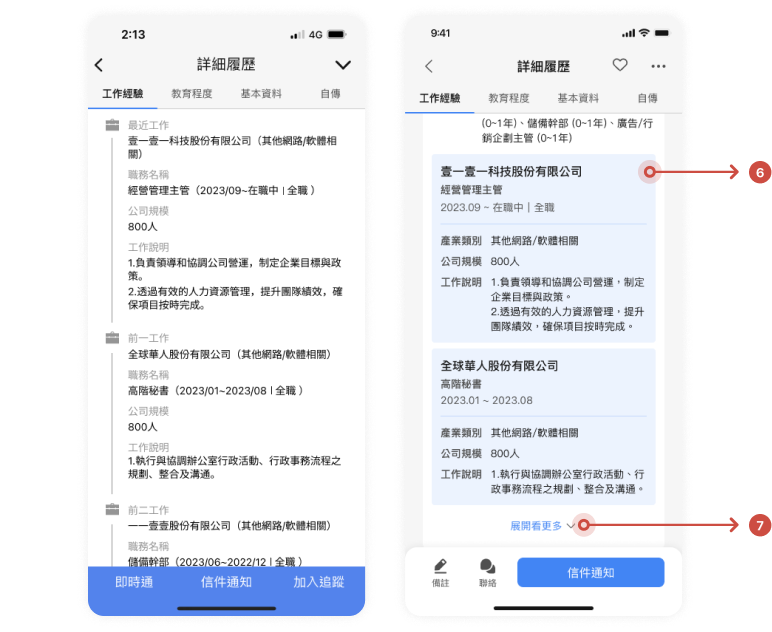 2:13
4G
詳細履歷
工作經驗 教育程度 基本資料 自傳
最近工作
壹一壹一科技股份有限公司（其他網路/軟體相
關）
職務名稱
經營管理主管（2023/09~在職中 | 全職 ）
公司規模
800人
工作說明
1.負責領導和協調公司營運，制定企業目標與政
策。
2.透過有效的人力資源管理，提升團隊績效，確
保項目按時完成。
前一工作
全球華人股份有限公司（其他網路/軟體相關）
職務名稱
高階秘書（2023/01~2023/08 | 全職 ）
公司規模
800人
工作說明
1.執行與協調辦公室行政活動、行政事務流程之
規劃、整合及溝通。
前二工作
一一壹壹股份有限公司（其他網路/軟體相關）
職務名稱
儲備幹部（2023/06~2022/12 | 全職 ）
即時通 信件通知 加入追蹤
9:41
詳細履歷
工作經驗 教育程度 基本資料 自傳
(0~1年)、儲備幹部 (0~1年)、廣告/行
銷企劃主管 (0~1年)
壹一壹一科技股份有限公司
經營管理主管
2023.09 ~ 在職中 | 全職
產業類別 其他網路/軟體相關
公司規模 800人
工作說明 1.負責領導和協調公司營運，制定
企業目標與政策。
2.透過有效的人力資源管理，提升
團隊績效，確保項目按時完成。
全球華人股份有限公司
高階秘書
2023.01 ~ 2023.08
產業類別 其他網路/軟體相關
公司規模 800人
工作說明 1.執行與協調辦公室行政活動、行
政事務流程之規劃、整合及溝通。
展開看更多
備註 聯絡 信件通知
6
7